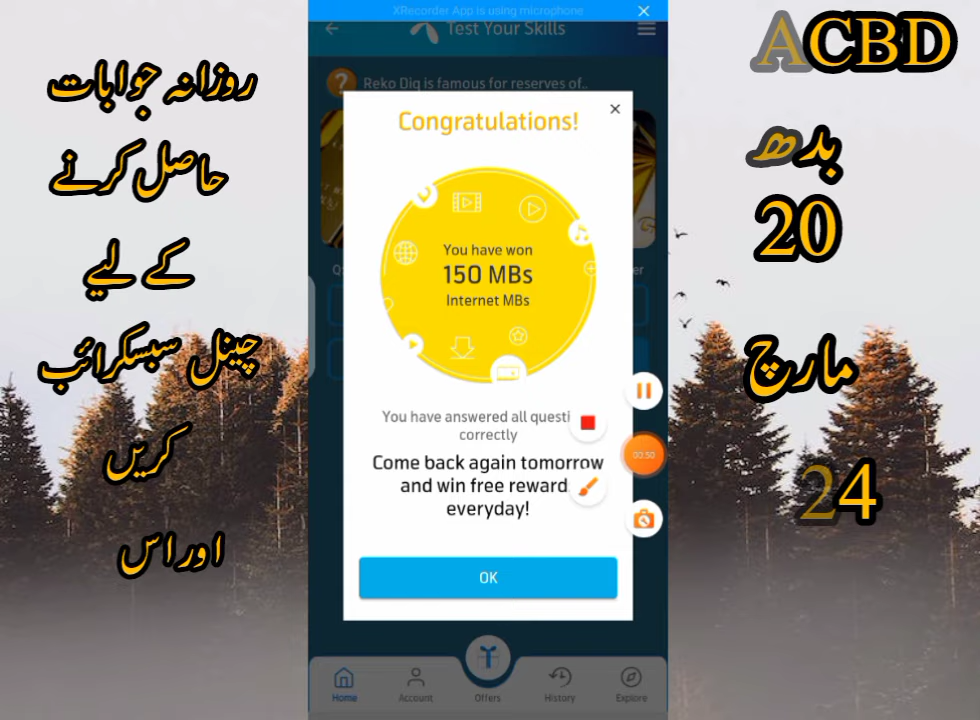 روزانہ جوابات
حاصل کرنے
کے لیے
چینل سبسکرائب
کریں
اور اس
XRecorder App is using microphone
Test Your Skills
Reko Diq is famous for reserves of..
Congratulations!
You have won
150 MBs
Internet MBs
You have answered all questi
correctly
Come back again tomorrow
and win free reward
everyday!
OK
00:50
Home
Account
Offers
History
Explore
ACBD
بدھ
20
مارچ
24